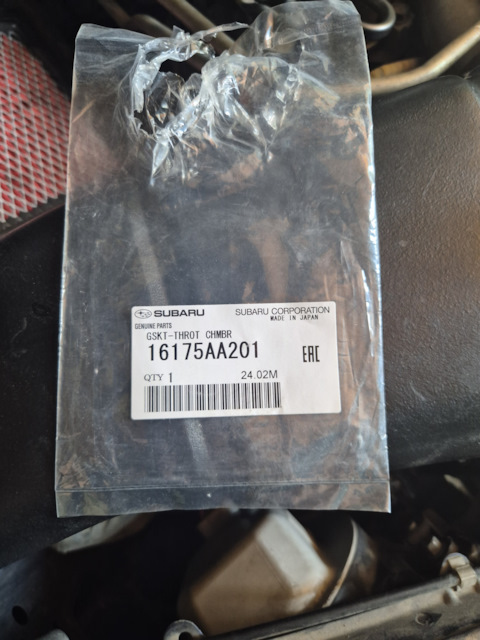 SUBARU SUBARU CORPORATION
GENUINE PARTS MADE IN JAPAN
GSKT-THROT CHMBR
16175AA201 EAC
QTY 1 24.02M